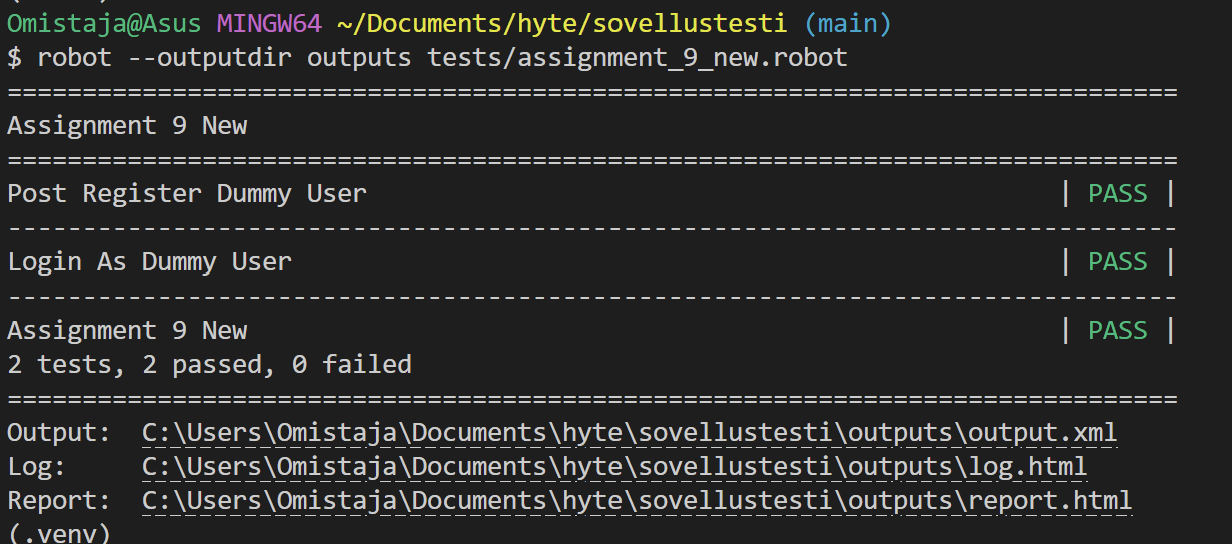 Omistaja@Asus MINGW64 ~/Documents/hyte/sovellustesti (main)
$ robot --outputdir outputs tests/assignment_9_new.robot
==============================================================================
Assignment 9 New
==============================================================================
Post Register Dummy User                                              | PASS |
------------------------------------------------------------------------------
Login As Dummy User                                                   | PASS |
------------------------------------------------------------------------------
Assignment 9 New                                                      | PASS |
2 tests, 2 passed, 0 failed
==============================================================================
Output:  C:\Users\Omistaja\Documents\hyte\sovellustesti\outputs\output.xml
Log:     C:\Users\Omistaja\Documents\hyte\sovellustesti\outputs\log.html
Report:  C:\Users\Omistaja\Documents\hyte\sovellustesti\outputs\report.html
(.venv)